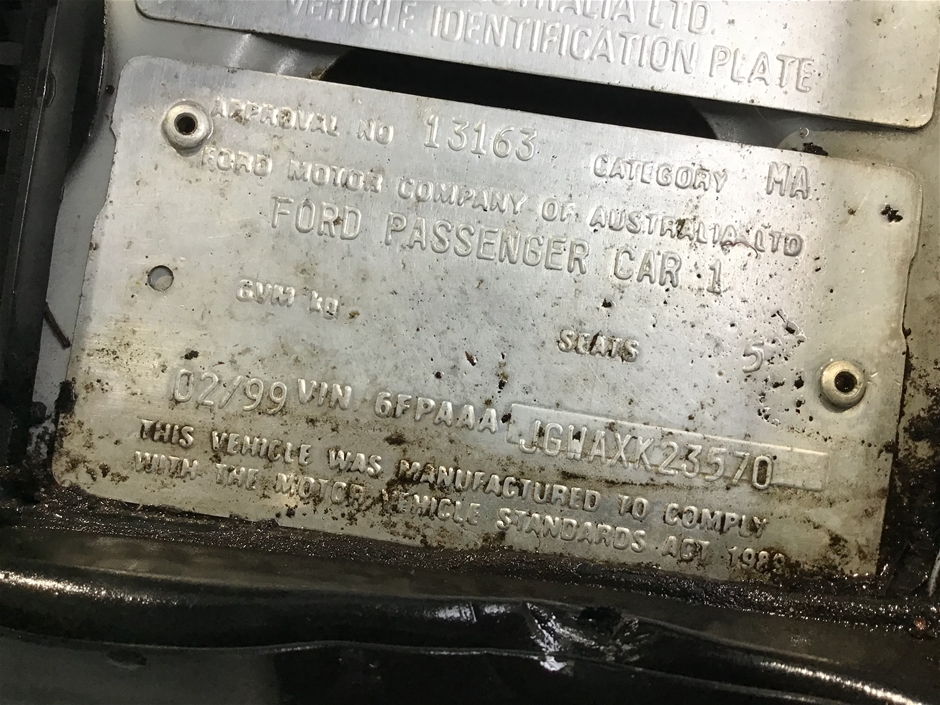 AUSTRALIA LTD.
VEHICLE IDENTIFICATION PLATE
APPROVAL NO 13163 CATEGORY MA
FORD MOTOR COMPANY OF AUSTRALIA LTD
FORD PASSENGER CAR 1
GVM kg SEATS 5
02/99 VIN 6FPAAAJGWAXK23570
THIS VEHICLE WAS MANUFACTURED TO COMPLY
WITH THE MOTOR VEHICLE STANDARDS ACT 1989